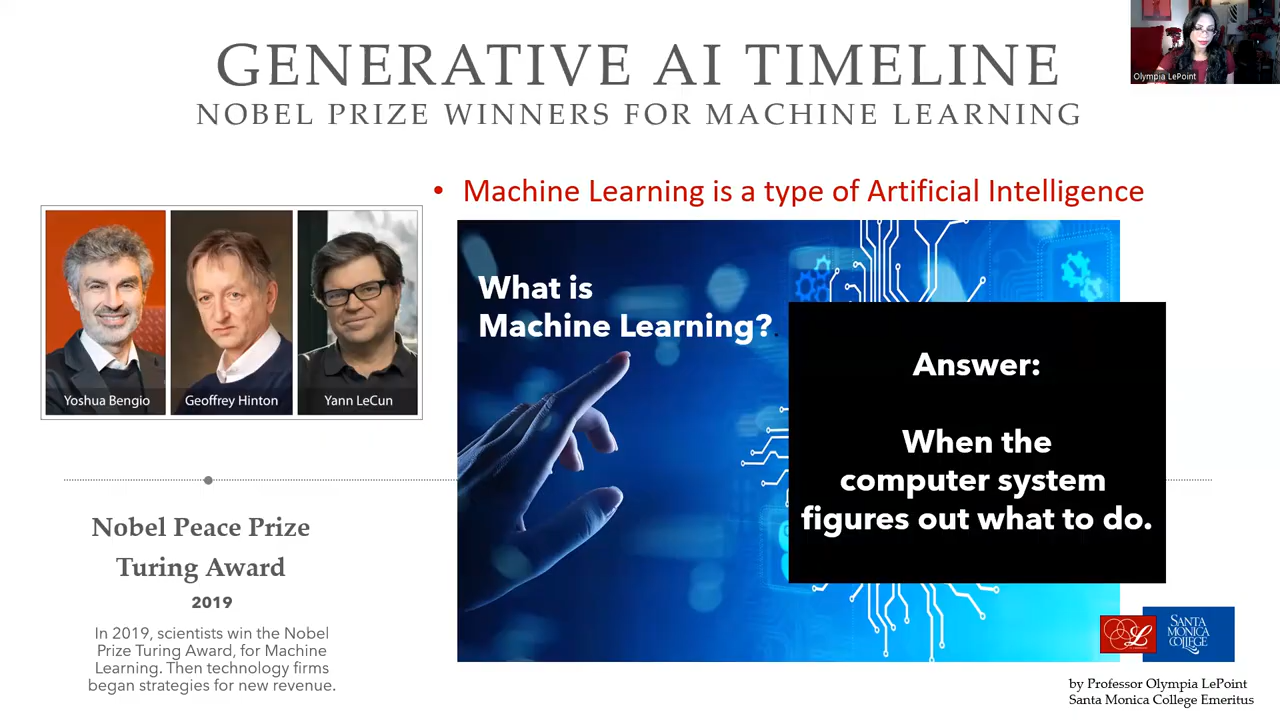 GENERATIVE AI TIMELINE
NOBEL PRIZE WINNERS FOR MACHINE LEARNING
Olympia LePoint
• Machine Learning is a type of Artificial Intelligence
Yoshua Bengio
Geoffrey Hinton
Yann LeCun
What is
Machine Learning?
Answer:
When the
computer system
figures out what to do.
Nobel Peace Prize
Turing Award
2019
In 2019, scientists win the Nobel
Prize Turing Award, for Machine
Learning. Then technology firms
began strategies for new revenue.
L
SANTA
MONICA
COLLEGE
by Professor Olympia LePoint
Santa Monica College Emeritus